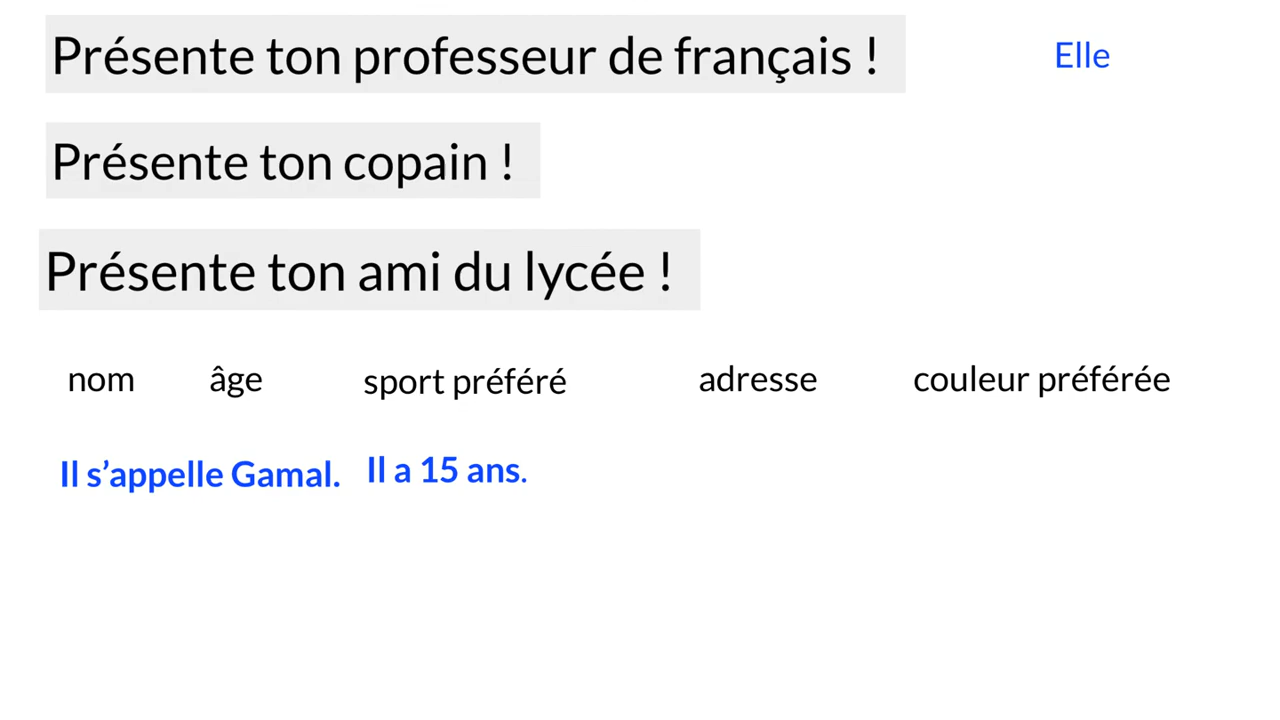 Présente ton professeur de français !
Elle
Présente ton copain !
Présente ton ami du lycée !
nom âge sport préféré adresse couleur préférée
Il s’appelle Gamal. Il a 15 ans.